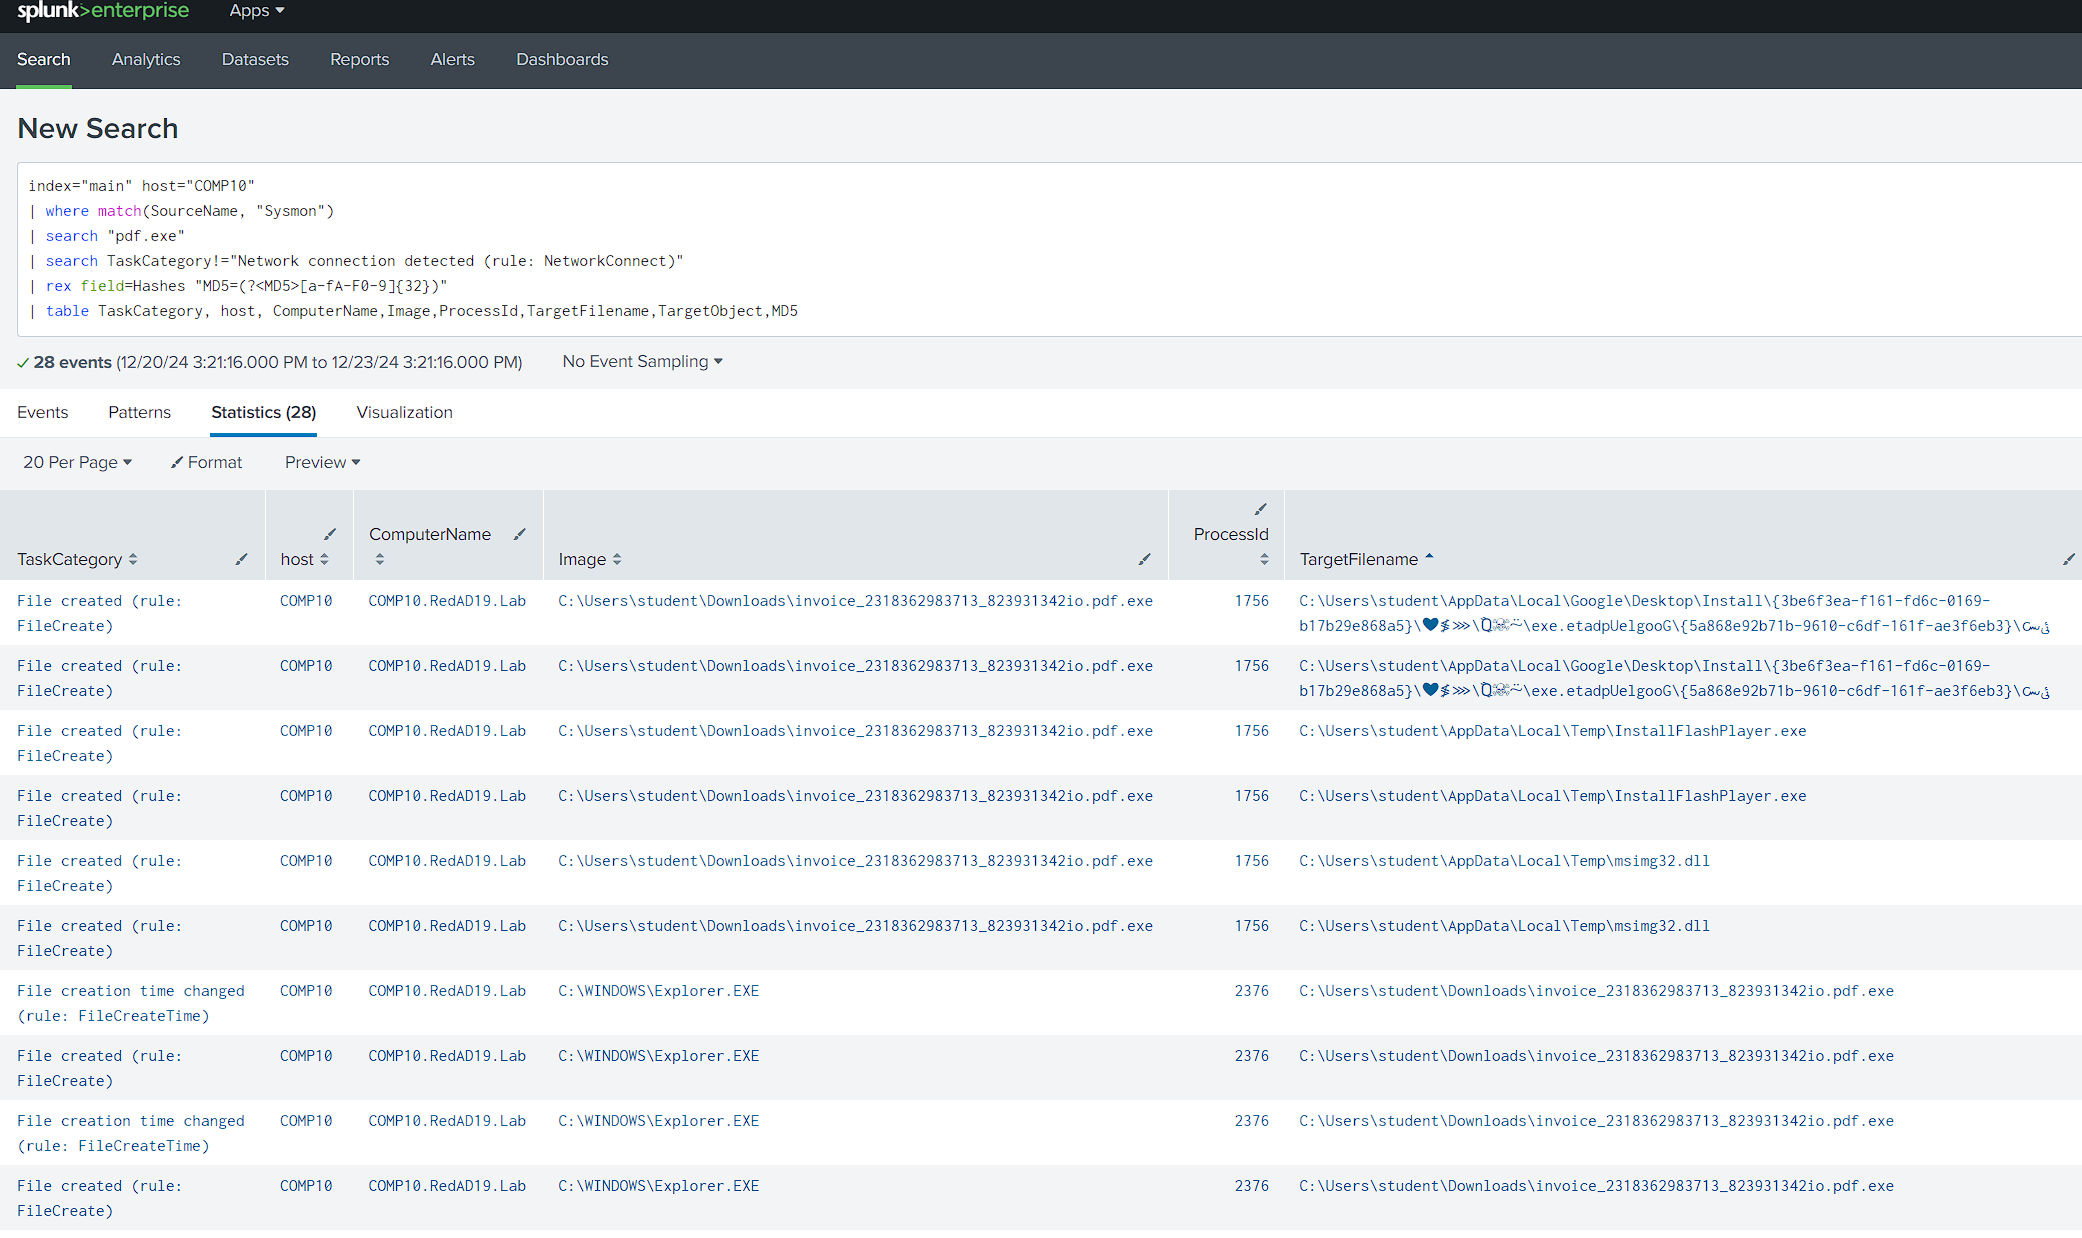 splunk>enterprise Apps
Search Analytics Datasets Reports Alerts Dashboards
New Search
index="main" host="COMP10"
| where match(SourceName, "Sysmon")
| search "pdf.exe"
| search TaskCategory!="Network connection detected (rule: NetworkConnect)"
| rex field=Hashes "MD5=(?<MD5>[a-fA-F0-9]{32})"
| table TaskCategory, host, ComputerName,Image,ProcessId,TargetFilename,TargetObject,MD5
28 events (12/20/24 3:21:16.000 PM to 12/23/24 3:21:16.000 PM) No Event Sampling
Events Patterns Statistics (28) Visualization
20 Per Page Format Preview
TaskCategory host ComputerName Image ProcessId TargetFilename
File created (rule: COMP10 COMP10.RedAD19.Lab C:\Users\student\Downloads\invoice_2318362983713_823931342io.pdf.exe 1756 C:\Users\student\AppData\Local\Google\Desktop\Install\{3be6f3ea-f161-fd6c-0169-
FileCreate) b17b29e868a5}\ \exe.etadpUelgooG\{5a868e92b71b-9610-c6df-161f-ae3f6eb3}\
File created (rule: COMP10 COMP10.RedAD19.Lab C:\Users\student\Downloads\invoice_2318362983713_823931342io.pdf.exe 1756 C:\Users\student\AppData\Local\Google\Desktop\Install\{3be6f3ea-f161-fd6c-0169-
FileCreate) b17b29e868a5}\ \exe.etadpUelgooG\{5a868e92b71b-9610-c6df-161f-ae3f6eb3}\
File created (rule: COMP10 COMP10.RedAD19.Lab C:\Users\student\Downloads\invoice_2318362983713_823931342io.pdf.exe 1756 C:\Users\student\AppData\Local\Temp\InstallFlashPlayer.exe
FileCreate)
File created (rule: COMP10 COMP10.RedAD19.Lab C:\Users\student\Downloads\invoice_2318362983713_823931342io.pdf.exe 1756 C:\Users\student\AppData\Local\Temp\InstallFlashPlayer.exe
FileCreate)
File created (rule: COMP10 COMP10.RedAD19.Lab C:\Users\student\Downloads\invoice_2318362983713_823931342io.pdf.exe 1756 C:\Users\student\AppData\Local\Temp\msimg32.dll
FileCreate)
File created (rule: COMP10 COMP10.RedAD19.Lab C:\Users\student\Downloads\invoice_2318362983713_823931342io.pdf.exe 1756 C:\Users\student\AppData\Local\Temp\msimg32.dll
FileCreate)
File creation time changed COMP10 COMP10.RedAD19.Lab C:\WINDOWS\Explorer.EXE 2376 C:\Users\student\Downloads\invoice_2318362983713_823931342io.pdf.exe
(rule: FileCreateTime)
File created (rule: COMP10 COMP10.RedAD19.Lab C:\WINDOWS\Explorer.EXE 2376 C:\Users\student\Downloads\invoice_2318362983713_823931342io.pdf.exe
FileCreate)
File creation time changed COMP10 COMP10.RedAD19.Lab C:\WINDOWS\Explorer.EXE 2376 C:\Users\student\Downloads\invoice_2318362983713_823931342io.pdf.exe
(rule: FileCreateTime)
File created (rule: COMP10 COMP10.RedAD19.Lab C:\WINDOWS\Explorer.EXE 2376 C:\Users\student\Downloads\invoice_2318362983713_823931342io.pdf.exe
FileCreate)